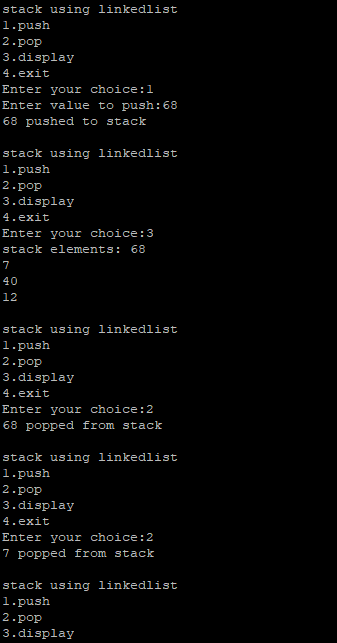 stack using linkedlist
1.push
2.pop
3.display
4.exit
Enter your choice:1
Enter value to push:68
68 pushed to stack
stack using linkedlist
1.push
2.pop
3.display
4.exit
Enter your choice:3
stack elements: 68
7
40
12
stack using linkedlist
1.push
2.pop
3.display
4.exit
Enter your choice:2
68 popped from stack
stack using linkedlist
1.push
2.pop
3.display
4.exit
Enter your choice:2
7 popped from stack
stack using linkedlist
1.push
2.pop
3.display